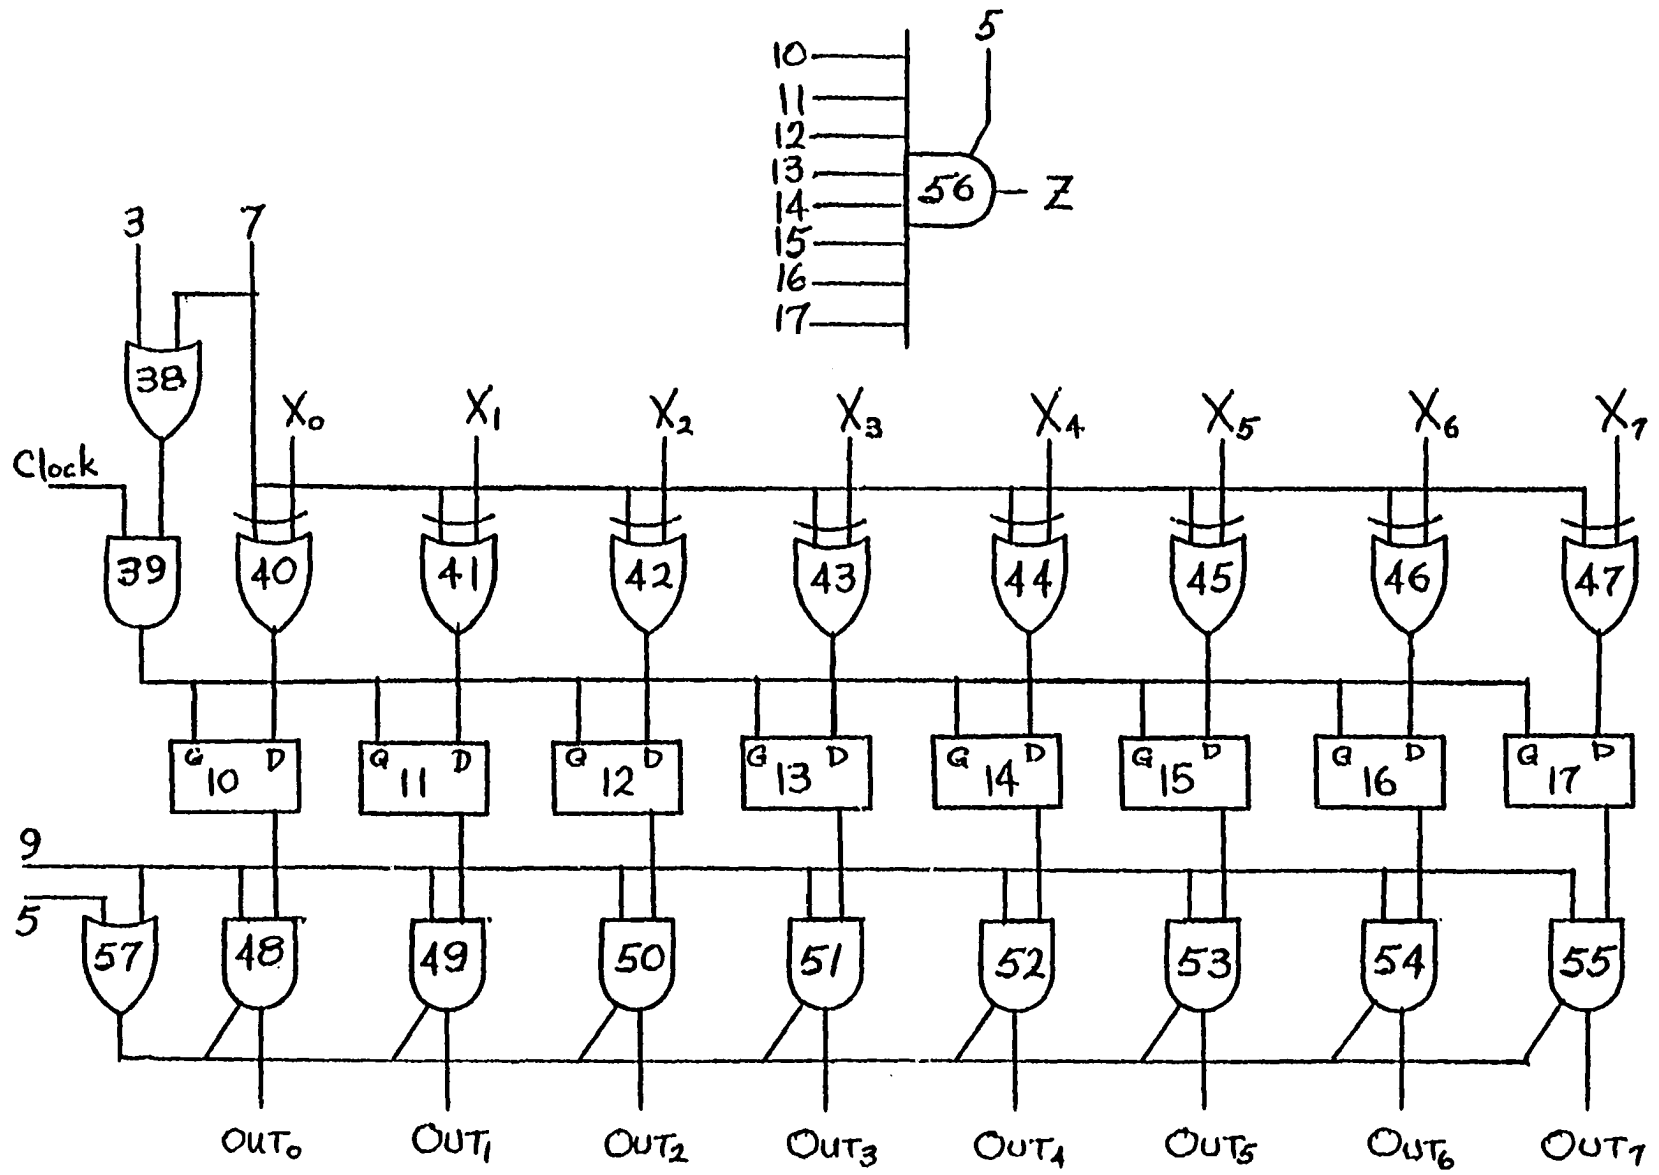 5
10
11
12
13
56 Z
14
15
16
17
3 7
38
X0 X1 X2 X3 X4 X5 X6 X7
Clock
39 40 41 42 43 44 45 46 47
G D G D G D G D G D G D G D G D
10 11 12 13 14 15 16 17
9
5
57 48 49 50 51 52 53 54 55
OUT0 OUT1 OUT2 OUT3 OUT4 OUT5 OUT6 OUT7